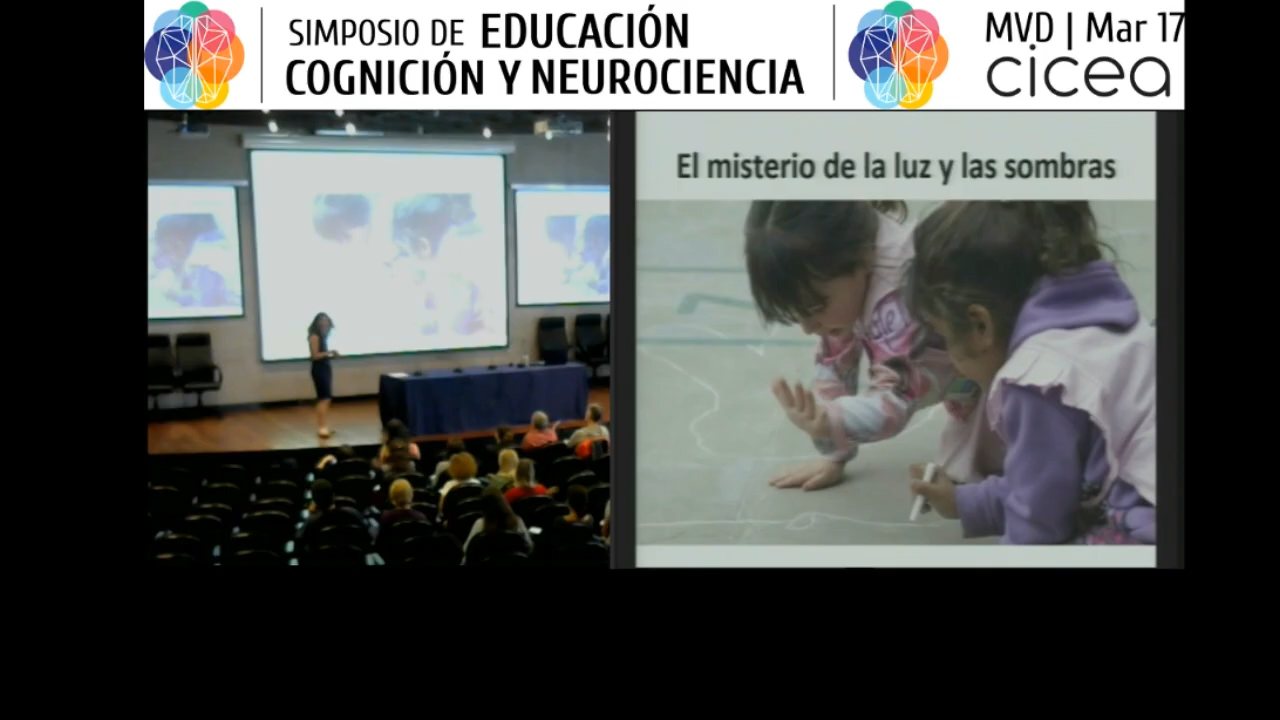 SIMPOSIO DE EDUCACIÓN
COGNICIÓN Y NEUROCIENCIA
MVD | Mar 17
cicea
El misterio de la luz y las sombras